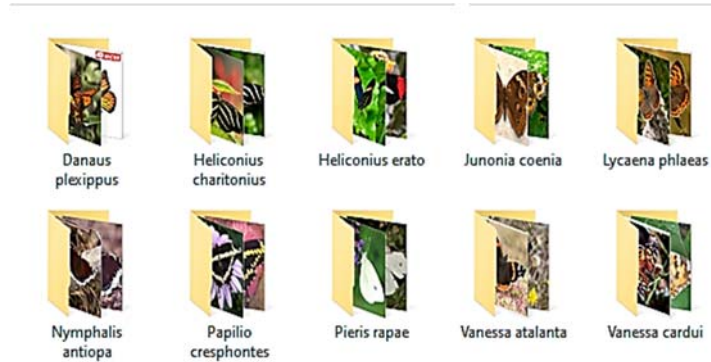 Danaus
plexippus
Heliconius
charitonius
Heliconius erato
Junonia coenia
Lycaena phlaeas
Nymphalis
antiopa
Papilio
cresphontes
Pieris rapae
Vanessa atalanta
Vanessa cardui